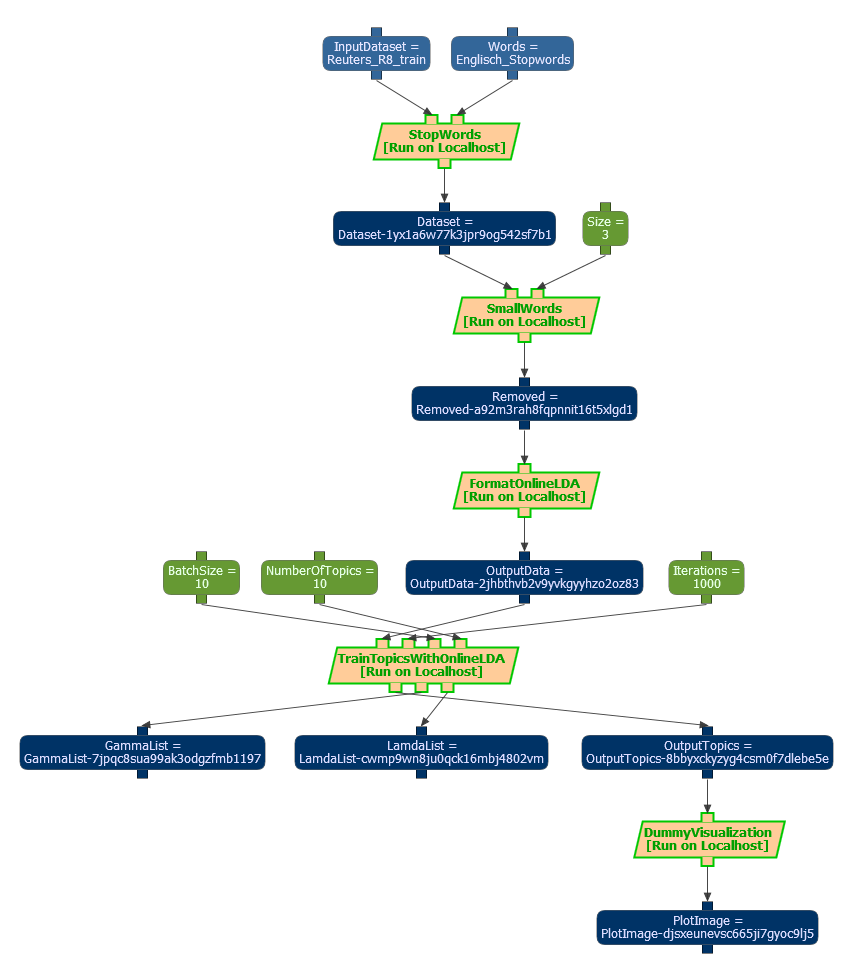 InputDataset =
Reuters_R8_train
Words =
Englisch_Stopwords
StopWords
[Run on Localhost]
Dataset =
Dataset-1yx1a6w77k3jpr9og542sf7b1
Size =
3
SmallWords
[Run on Localhost]
Removed =
Removed-a92m3rah8fqpnnit16t5xlgd1
FormatOnlineLDA
[Run on Localhost]
BatchSize =
10
NumberOfTopics =
10
OutputData =
OutputData-2jhbthvb2v9yvkgyyhzo2oz83
Iterations =
1000
TrainTopicsWithOnlineLDA
[Run on Localhost]
GammaList =
GammaList-7jpqc8sua99ak3odgzfmb1197
LamdaList =
LamdaList-cwmp9wn8ju0qck16mbj4802vm
OutputTopics =
OutputTopics-8bbyxckyzyg4csm0f7dlebe5e
DummyVisualization
[Run on Localhost]
PlotImage =
PlotImage-djsxeunevsc665ji7gyoc9lj5